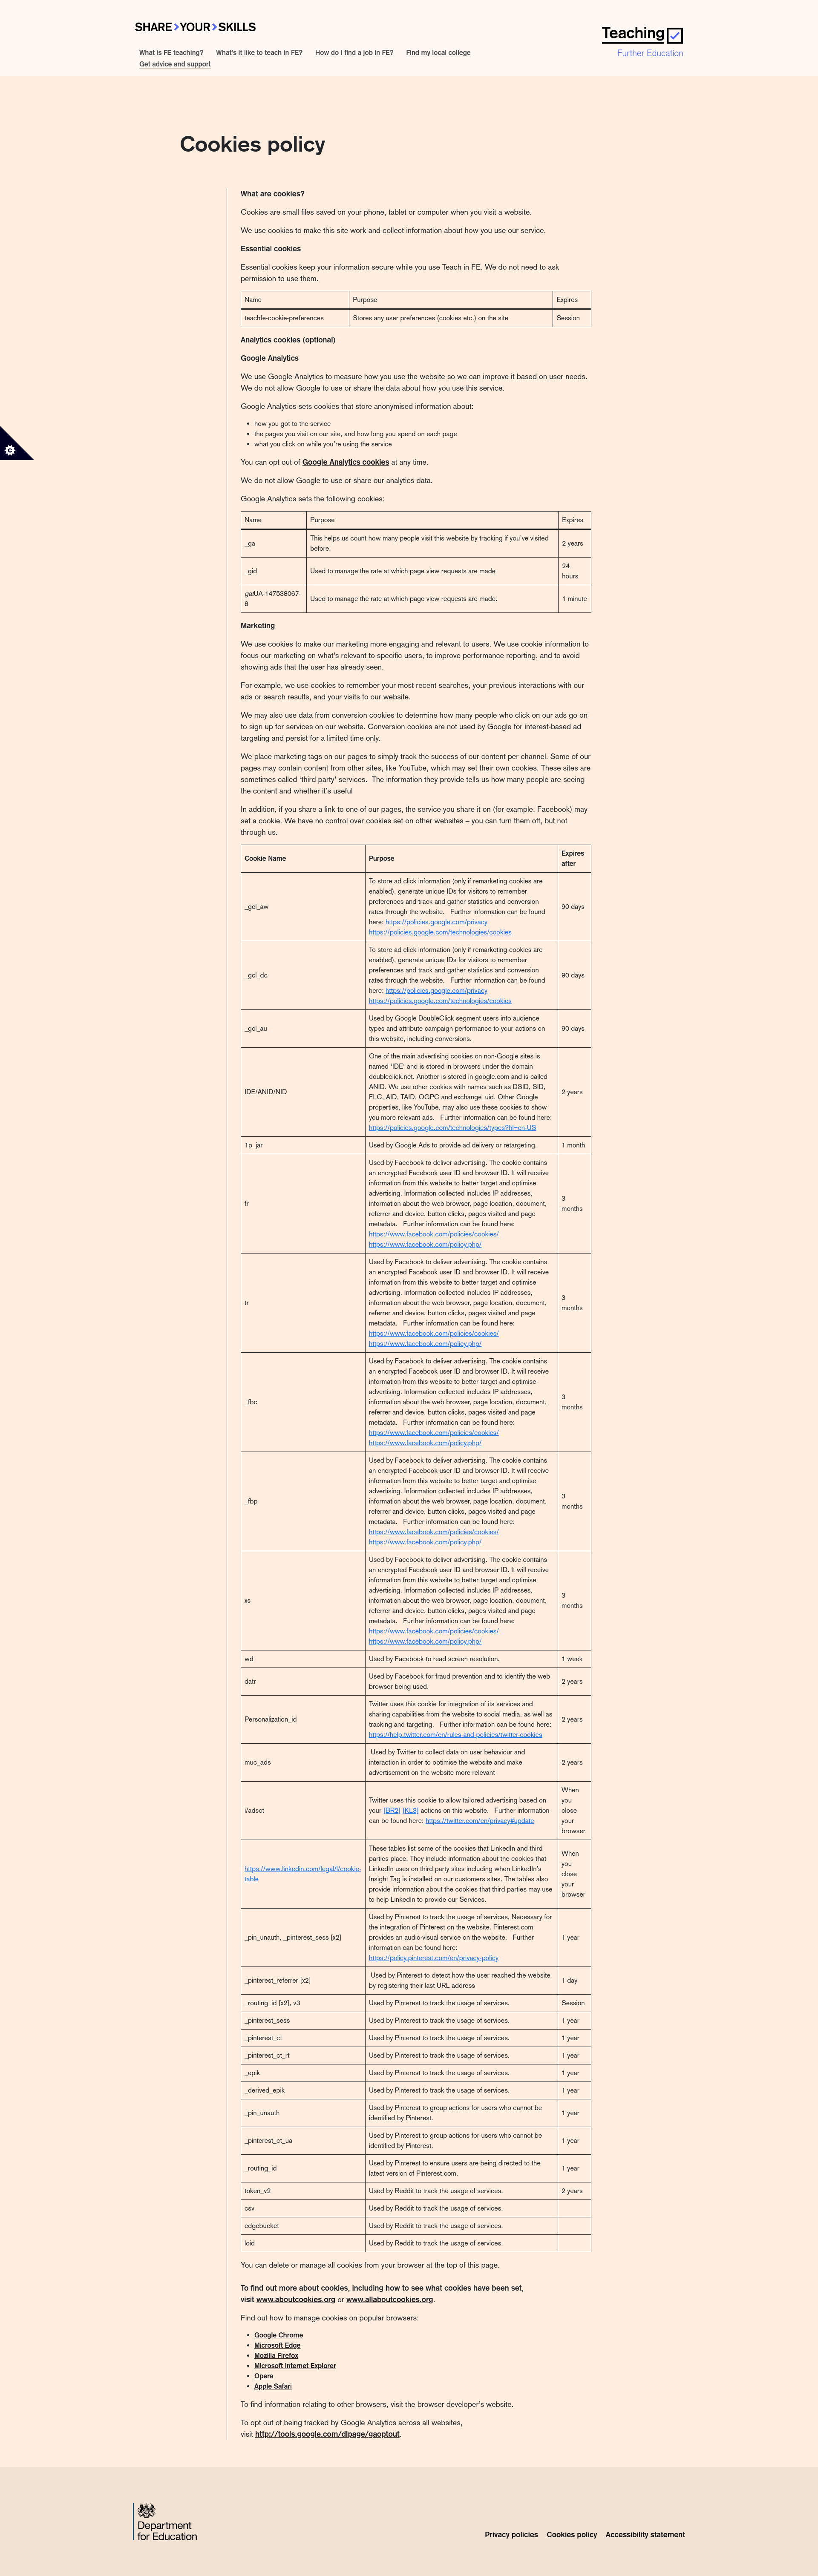 SHARE YOUR SKILLS
What is FE teaching? What's it like to teach in FE? How do I find a job in FE? Find my local college
Get advice and support
Teaching
Further Education
Cookies policy
What are cookies?
Cookies are small files saved on your phone, tablet or computer when you visit a website.
We use cookies to make this site work and collect information about how you use our service.
Essential cookies
Essential cookies keep your information secure while you use Teach in FE. We do not need to ask
permission to use them.
Name Purpose Expires
teachfe-cookie-preferences Stores any user preferences (cookies etc.) on the site Session
Analytics cookies (optional)
Google Analytics
We use Google Analytics to measure how you use the website so we can improve it based on user needs.
We do not allow Google to use or share the data about how you use this service.
Google Analytics sets cookies that store anonymised information about:
• how you got to the service
• the pages you visit on our site, and how long you spend on each page
• what you click on while you're using the service
You can opt out of Google Analytics cookies at any time.
We do not allow Google to use or share our analytics data.
Google Analytics sets the following cookies:
Name Purpose Expires
_ga This helps us count how many people visit this website by tracking if you've visited
before. 2 years
_gid Used to manage the rate at which page view requests are made 24
hours
gatUA-147538067-
8 Used to manage the rate at which page view requests are made. 1 minute
Marketing
We use cookies to make our marketing more engaging and relevant to users. We use cookie information to
focus our marketing on what's relevant to specific users, to improve performance reporting, and to avoid
showing ads that the user has already seen.
For example, we use cookies to remember your most recent searches, your previous interactions with our
ads or search results, and your visits to our website.
We may also use data from conversion cookies to determine how many people who click on our ads go on
to sign up for services on our website. Conversion cookies are not used by Google for interest-based ad
targeting and persist for a limited time only.
We place marketing tags on our pages to simply track the success of our content per channel. Some of our
pages may contain content from other sites, like YouTube, which may set their own cookies. These sites are
sometimes called 'third party' services. The information they provide tells us how many people are seeing
the content and whether it's useful
In addition, if you share a link to one of our pages, the service you share it on (for example, Facebook) may
set a cookie. We have no control over cookies set on other websites – you can turn them off, but not
through us.
Cookie Name Purpose Expires
after
_gcl_aw To store ad click information (only if remarketing cookies are
enabled), generate unique IDs for visitors to remember
preferences and track and gather statistics and conversion
rates through the website. Further information can be found
here: https://policies.google.com/privacy
https://policies.google.com/technologies/cookies 90 days
_gcl_dc To store ad click information (only if remarketing cookies are
enabled), generate unique IDs for visitors to remember
preferences and track and gather statistics and conversion
rates through the website. Further information can be found
here: https://policies.google.com/privacy
https://policies.google.com/technologies/cookies 90 days
_gcl_au Used by Google DoubleClick segment users into audience
types and attribute campaign performance to your actions on
this website, including conversions. 90 days
IDE/ANID/NID One of the main advertising cookies on non-Google sites is
named 'IDE' and is stored in browsers under the domain
doubleclick.net. Another is stored in google.com and is called
ANID. We use other cookies with names such as DSID, SID,
FLC, AID, TAID, OGPC and exchange_uid. Other Google
properties, like YouTube, may also use these cookies to show
you more relevant ads. Further information can be found here:
https://policies.google.com/technologies/types?hl=en-US 2 years
1p_jar Used by Google Ads to provide ad delivery or retargeting. 1 month
fr Used by Facebook to deliver advertising. The cookie contains
an encrypted Facebook user ID and browser ID. It will receive
information from this website to better target and optimise
advertising. Information collected includes IP addresses,
information about the web browser, page location, document,
referrer and device, button clicks, pages visited and page
metadata. Further information can be found here:
https://www.facebook.com/policies/cookies/
https://www.facebook.com/policy.php/ 3
months
tr Used by Facebook to deliver advertising. The cookie contains
an encrypted Facebook user ID and browser ID. It will receive
information from this website to better target and optimise
advertising. Information collected includes IP addresses,
information about the web browser, page location, document,
referrer and device, button clicks, pages visited and page
metadata. Further information can be found here:
https://www.facebook.com/policies/cookies/
https://www.facebook.com/policy.php/ 3
months
_fbc Used by Facebook to deliver advertising. The cookie contains
an encrypted Facebook user ID and browser ID. It will receive
information from this website to better target and optimise
advertising. Information collected includes IP addresses,
information about the web browser, page location, document,
referrer and device, button clicks, pages visited and page
metadata. Further information can be found here:
https://www.facebook.com/policies/cookies/
https://www.facebook.com/policy.php/ 3
months
_fbp Used by Facebook to deliver advertising. The cookie contains
an encrypted Facebook user ID and browser ID. It will receive
information from this website to better target and optimise
advertising. Information collected includes IP addresses,
information about the web browser, page location, document,
referrer and device, button clicks, pages visited and page
metadata. Further information can be found here:
https://www.facebook.com/policies/cookies/
https://www.facebook.com/policy.php/ 3
months
xs Used by Facebook to deliver advertising. The cookie contains
an encrypted Facebook user ID and browser ID. It will receive
information from this website to better target and optimise
advertising. Information collected includes IP addresses,
information about the web browser, page location, document,
referrer and device, button clicks, pages visited and page
metadata. Further information can be found here:
https://www.facebook.com/policies/cookies/
https://www.facebook.com/policy.php/ 3
months
wd Used by Facebook to read screen resolution. 1 week
datr Used by Facebook for fraud prevention and to identify the web
browser being used. 2 years
Personalization_id Twitter uses this cookie for integration of its services and
sharing capabilities from the website to social media, as well as
tracking and targeting. Further information can be found here:
https://help.twitter.com/en/rules-and-policies/twitter-cookies 2 years
muc_ads Used by Twitter to collect data on user behaviour and
interaction in order to optimise the website and make
advertisement on the website more relevant 2 years
i/adsct Twitter uses this cookie to allow tailored advertising based on
your [BR2] [KL3] actions on this website. Further information
can be found here: https://twitter.com/en/privacy#update When
you
close
your
browser
https://www.linkedin.com/legal/l/cookie-
table These tables list some of the cookies that LinkedIn and third
parties place. They include information about the cookies that
LinkedIn uses on third party sites including when LinkedIn's
Insight Tag is installed on our customers sites. The tables also
provide information about the cookies that third parties may use
to help LinkedIn to provide our Services. When
you
close
your
browser
_pin_unauth, _pinterest_sess [x2] Used by Pinterest to track the usage of services, Necessary for
the integration of Pinterest on the website. Pinterest.com
provides an audio-visual service on the website. Further
information can be found here:
https://policy.pinterest.com/en/privacy-policy 1 year
_pinterest_referrer [x2] Used by Pinterest to detect how the user reached the website
by registering their last URL address 1 day
_routing_id [x2], v3 Used by Pinterest to track the usage of services. Session
_pinterest_sess Used by Pinterest to track the usage of services. 1 year
_pinterest_ct Used by Pinterest to track the usage of services. 1 year
_pinterest_ct_rt Used by Pinterest to track the usage of services. 1 year
_epik Used by Pinterest to track the usage of services. 1 year
_derived_epik Used by Pinterest to track the usage of services. 1 year
_pin_unauth Used by Pinterest to group actions for users who cannot be
identified by Pinterest. 1 year
_pinterest_ct_ua Used by Pinterest to group actions for users who cannot be
identified by Pinterest. 1 year
_routing_id Used by Pinterest to ensure users are being directed to the
latest version of Pinterest.com. 1 year
token_v2 Used by Reddit to track the usage of services. 2 years
csv Used by Reddit to track the usage of services.
edgebucket Used by Reddit to track the usage of services.
loid Used by Reddit to track the usage of services.
You can delete or manage all cookies from your browser at the top of this page.
To find out more about cookies, including how to see what cookies have been set,
visit www.aboutcookies.org or www.allaboutcookies.org.
Find out how to manage cookies on popular browsers:
• Google Chrome
• Microsoft Edge
• Mozilla Firefox
• Microsoft Internet Explorer
• Opera
• Apple Safari
To find information relating to other browsers, visit the browser developer's website.
To opt out of being tracked by Google Analytics across all websites,
visit http://tools.google.com/dlpage/gaoptout.
Department
for Education
Privacy policies Cookies policy Accessibility statement